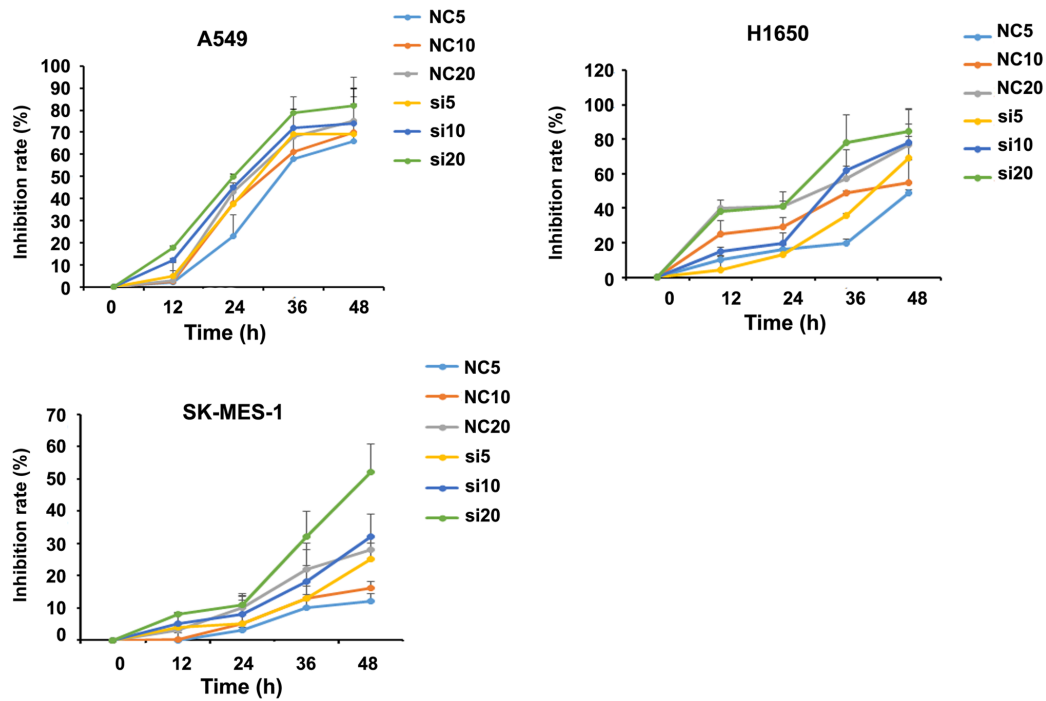 A549
NC5
NC10
NC20
si5
si10
si20
Inhibition rate (%)
100
90
80
70
60
50
40
30
20
10
0
0 12 24 36 48
Time (h)
H1650
NC5
NC10
NC20
si5
si10
si20
Inhibition rate (%)
120
100
80
60
40
20
0
0 12 24 36 48
Time (h)
SK-MES-1
NC5
NC10
NC20
si5
si10
si20
Inhibition rate (%)
70
60
50
40
30
20
10
0
0 12 24 36 48
Time (h)